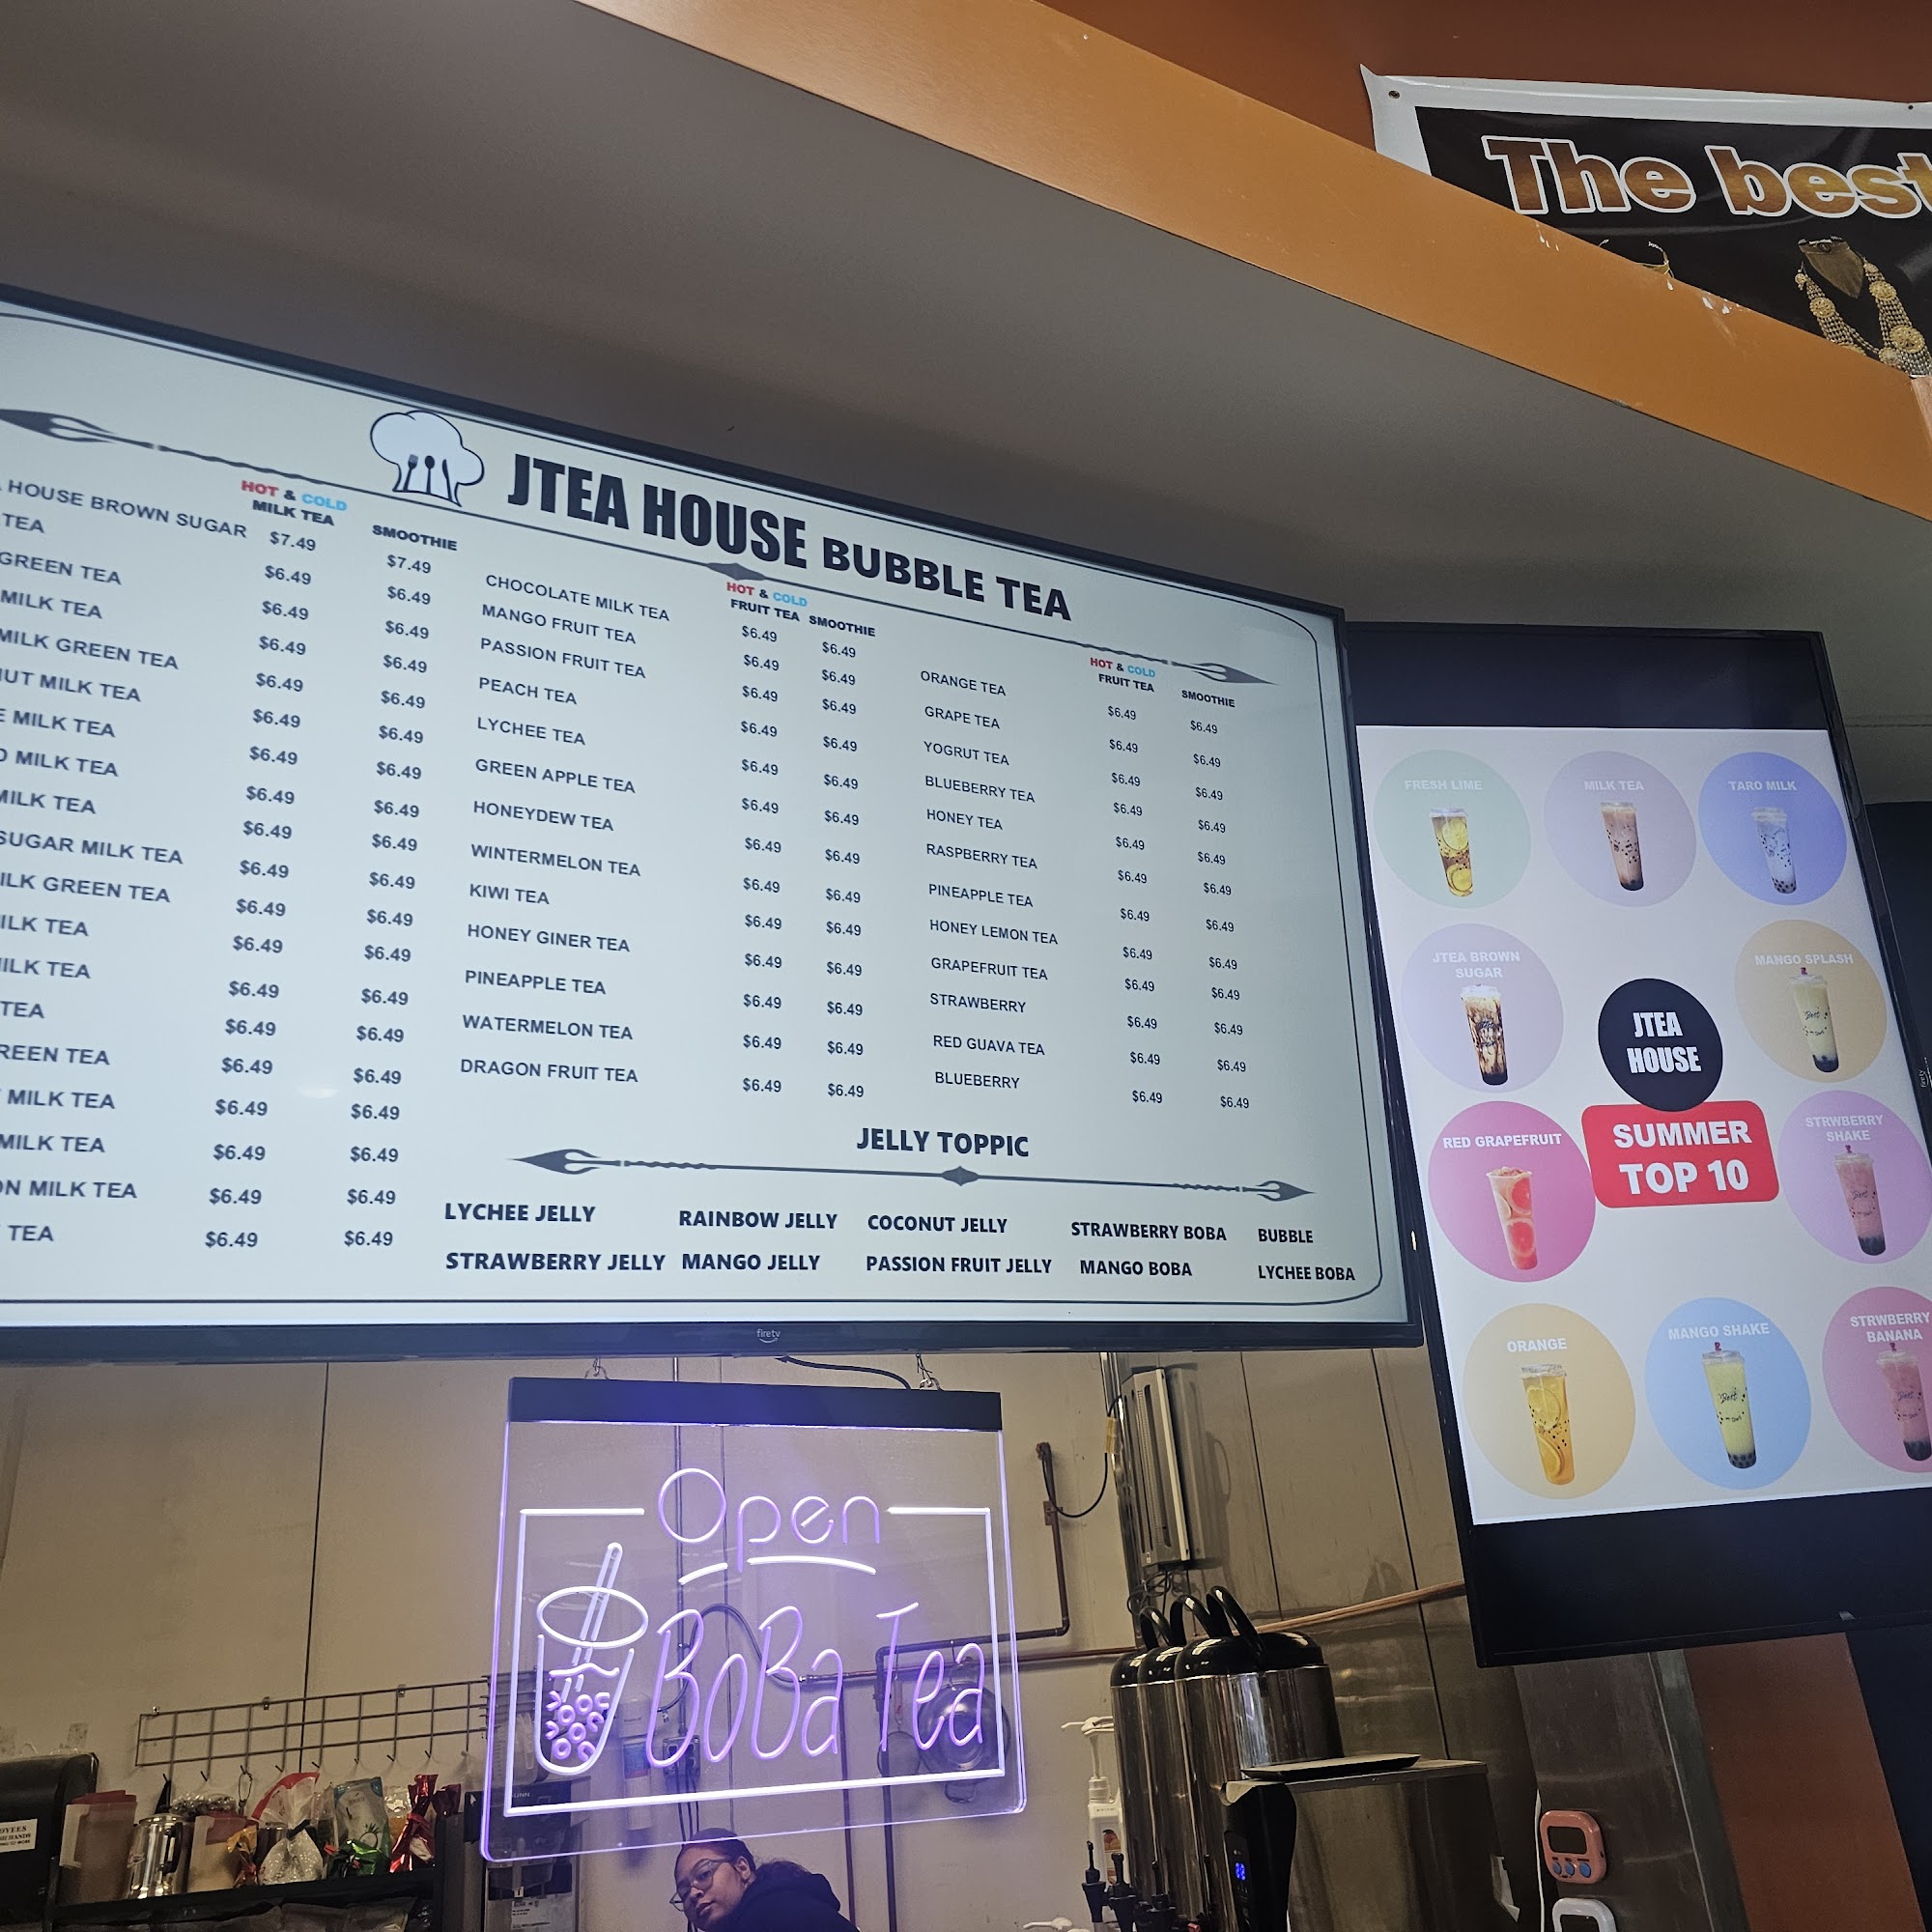 The best
JTEA HOUSE BUBBLE TEA
HOT & COLD
MILK TEA SMOOTHIE
HOUSE BROWN SUGAR $7.49 $7.49
TEA $6.49 $6.49
GREEN TEA $6.49 $6.49
MILK TEA $6.49 $6.49
MILK GREEN TEA $6.49 $6.49
MILK TEA $6.49 $6.49
MILK TEA $6.49 $6.49
MILK TEA $6.49 $6.49
MILK TEA $6.49 $6.49
SUGAR MILK TEA $6.49 $6.49
GREEN TEA $6.49 $6.49
TEA $6.49 $6.49
TEA $6.49 $6.49
TEA $6.49 $6.49
TEA $6.49 $6.49
MILK TEA $6.49 $6.49
MILK TEA $6.49 $6.49
MILK TEA $6.49 $6.49
TEA $6.49 $6.49
HOT & COLD
FRUIT TEA SMOOTHIE
CHOCOLATE MILK TEA $6.49 $6.49
MANGO FRUIT TEA $6.49 $6.49
PASSION FRUIT TEA $6.49 $6.49
PEACH TEA $6.49 $6.49
LYCHEE TEA $6.49 $6.49
GREEN APPLE TEA $6.49 $6.49
HONEYDEW TEA $6.49 $6.49
WINTERMELON TEA $6.49 $6.49
KIWI TEA $6.49 $6.49
HONEY GINER TEA $6.49 $6.49
PINEAPPLE TEA $6.49 $6.49
WATERMELON TEA $6.49 $6.49
DRAGON FRUIT TEA $6.49 $6.49
HOT & COLD
FRUIT TEA SMOOTHIE
ORANGE TEA $6.49 $6.49
GRAPE TEA $6.49 $6.49
YOGRUT TEA $6.49 $6.49
BLUEBERRY TEA $6.49 $6.49
HONEY TEA $6.49 $6.49
RASPBERRY TEA $6.49 $6.49
PINEAPPLE TEA $6.49 $6.49
HONEY LEMON TEA $6.49 $6.49
GRAPEFRUIT TEA $6.49 $6.49
STRAWBERRY $6.49 $6.49
RED GUAVA TEA $6.49 $6.49
BLUEBERRY $6.49 $6.49
JELLY TOPPIC
LYCHEE JELLY RAINBOW JELLY COCONUT JELLY STRAWBERRY BOBA BUBBLE
STRAWBERRY JELLY MANGO JELLY PASSION FRUIT JELLY MANGO BOBA LYCHEE BOBA
firetv
FRESH LIME MILK TEA TARO MILK
JTEA BROWN
SUGAR
MANGO SPLASH
JTEA
HOUSE
RED GRAPEFRUIT
SUMMER
TOP 10
STRWBERRY
SHAKE
ORANGE MANGO SHAKE
STRWBERRY
BANANA
Open
BoBa Tea